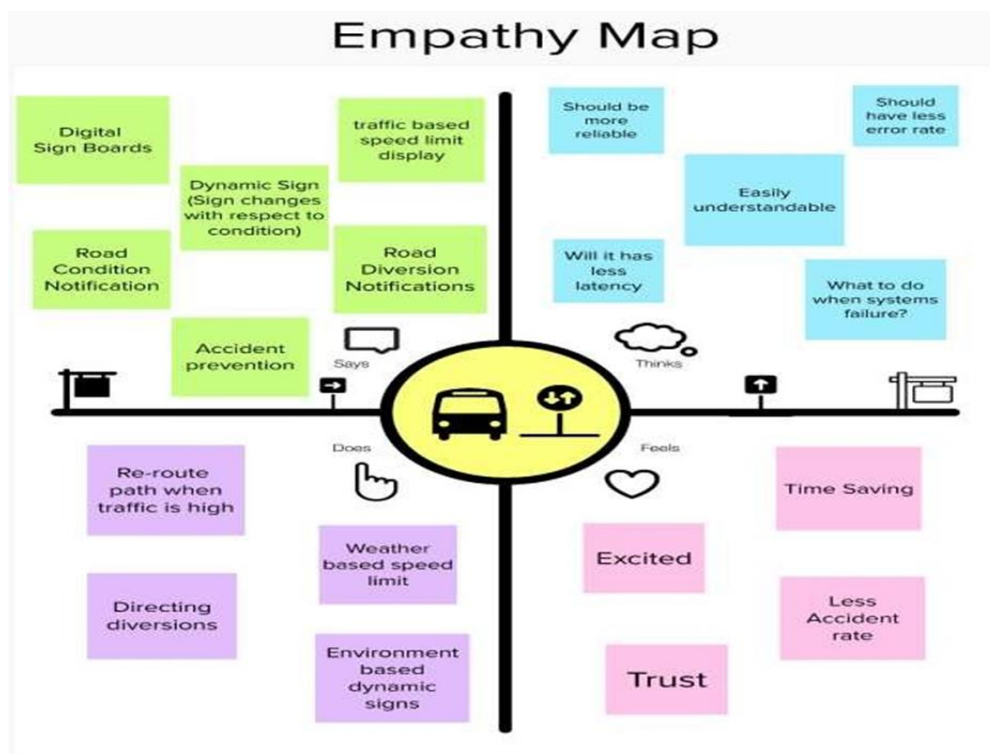 Empathy Map
Digital
Sign Boards
traffic based
speed limit
display
Dynamic Sign
(Sign changes
with respect to
condition)
Road
Condition
Notification
Road
Diversion
Notifications
Accident
prevention
Says
Should be
more
reliable
Should
have less
error rate
Easily
understandable
Will it has
less
latency
What to do
when systems
failure?
Thinks
Does
Re-route
path when
traffic is high
Weather
based speed
limit
Directing
diversions
Environment
based
dynamic
signs
Feels
Time Saving
Excited
Less
Accident
rate
Trust